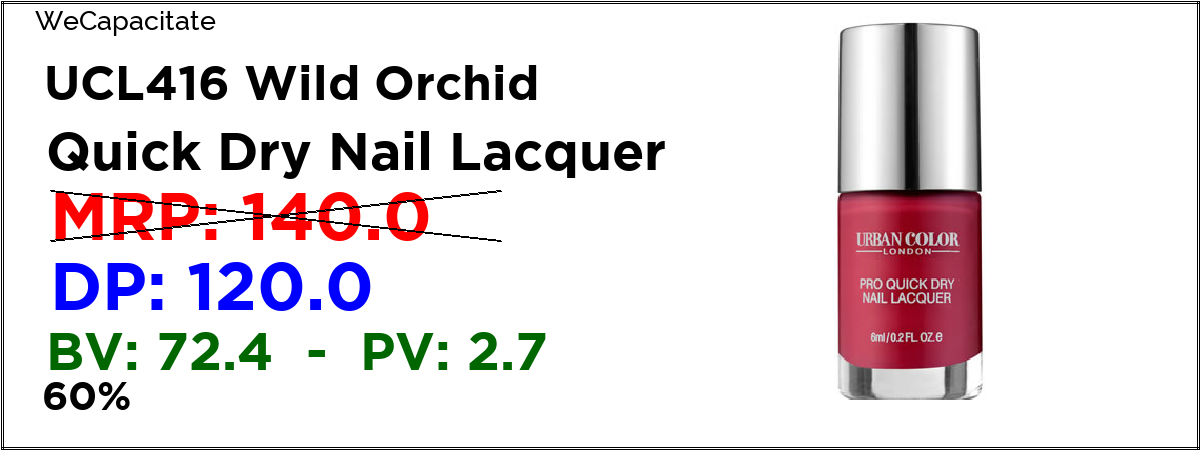 WeCapacitate
UCL416 Wild Orchid
Quick Dry Nail Lacquer
MRP: 140.0
DP: 120.0
BV: 72.4 - PV: 2.7
60%
URBAN COLOR
LONDON
PRO QUICK DRY
NAIL LACQUER
6ml/0.2 FL. OZ.e